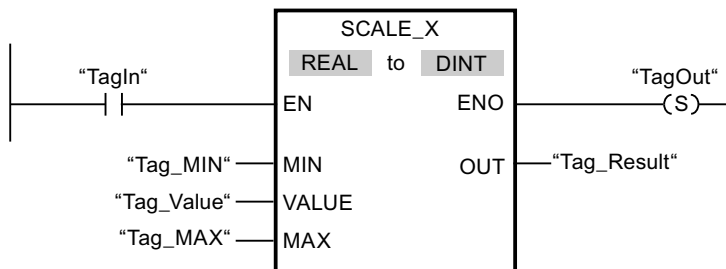 SCALE_X
REAL to DINT
“TagIn“
“TagOut“
EN
ENO
S
“Tag_MIN“
MIN
OUT
“Tag_Result“
“Tag_Value“
VALUE
“Tag_MAX“
MAX